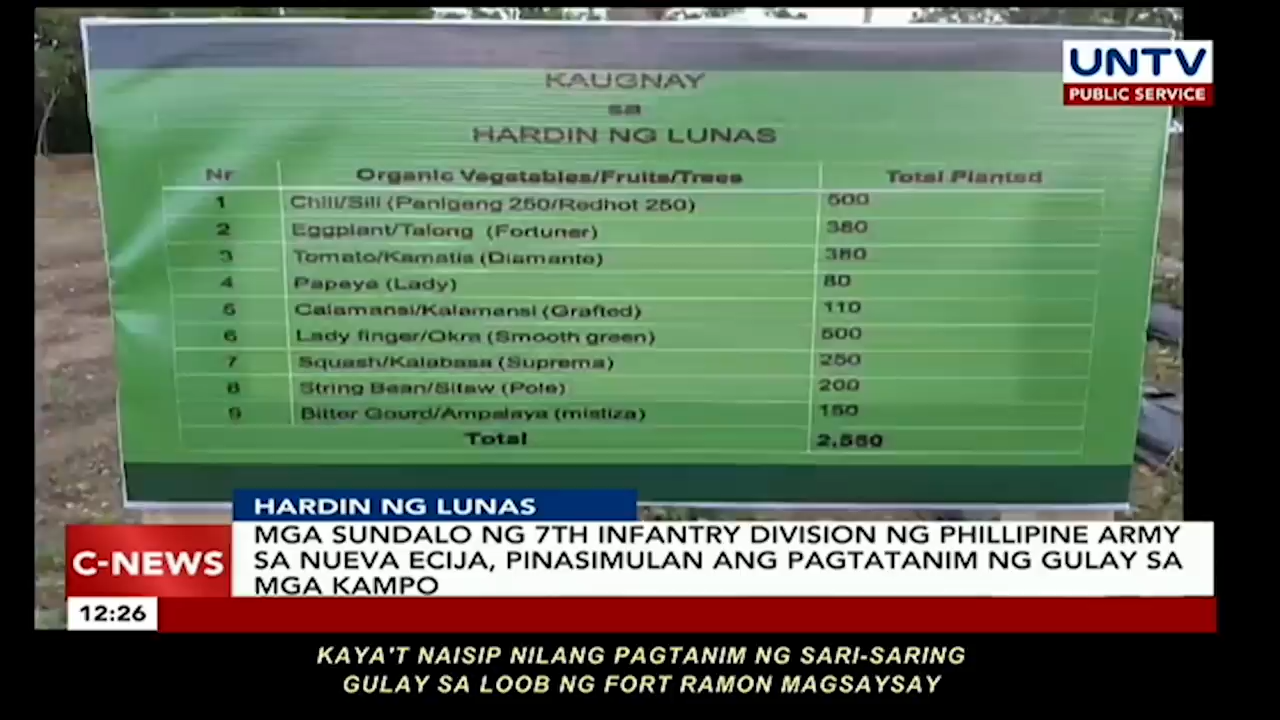 UNTV
PUBLIC SERVICE
KAUGNAY
sa
HARDIN NG LUNAS
Nr Organic Vegetables/Fruits/Trees Total Planted
1 Chili/Sili (Panigang 250/Redhot 250) 500
2 Eggplant/Talong (Fortuner) 380
3 Tomato/Kamatis (Diamante) 380
4 Papaya (Lady) 80
5 Calamansi/Kalamansi (Grafted) 110
6 Lady finger/Okra (Smooth green) 500
7 Squash/Kalabasa (Suprema) 250
8 String Bean/Sitaw (Pole) 200
9 Bitter Gourd/Ampalaya (mistiza) 150
Total 2,550
HARDIN NG LUNAS
C-NEWS
MGA SUNDALO NG 7TH INFANTRY DIVISION NG PHILLIPINE ARMY
SA NUEVA ECIJA, PINASIMULAN ANG PAGTATANIM NG GULAY SA
MGA KAMPO
12:26
KAYA'T NAISIP NILANG PAGTANIM NG SARI-SARING
GULAY SA LOOB NG FORT RAMON MAGSAYSAY